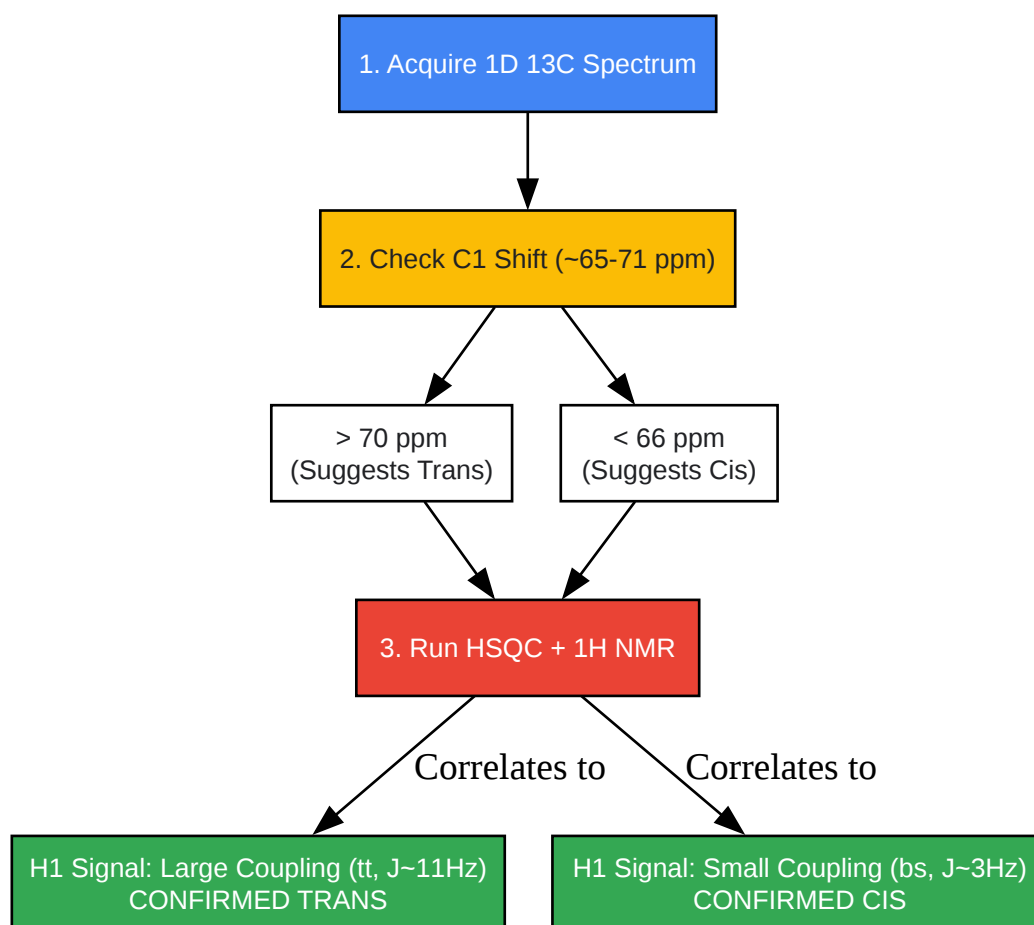 1. Acquire 1D 13C Spectrum
2. Check C1 Shift (~65-71 ppm)
> 70 ppm
(Suggests Trans)
< 66 ppm
(Suggests Cis)
3. Run HSQC + 1H NMR
Correlates to
Correlates to
H1 Signal: Large Coupling (tt, J~11Hz)
CONFIRMED TRANS
H1 Signal: Small Coupling (bs, J~3Hz)
CONFIRMED CIS